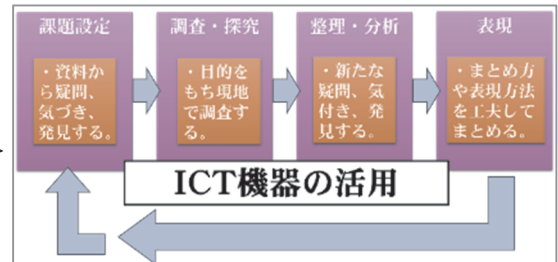 課題設定
・資料か
ら疑問、
気づき、
発見する。
調査・探究
・目的を
もち現地
で調査す
る。
整理・分析
・新たな
疑問、気
付き、発
見する。
表現
・まとめ方
や表現方法
を工夫して
まとめる。
ICT機器の活用